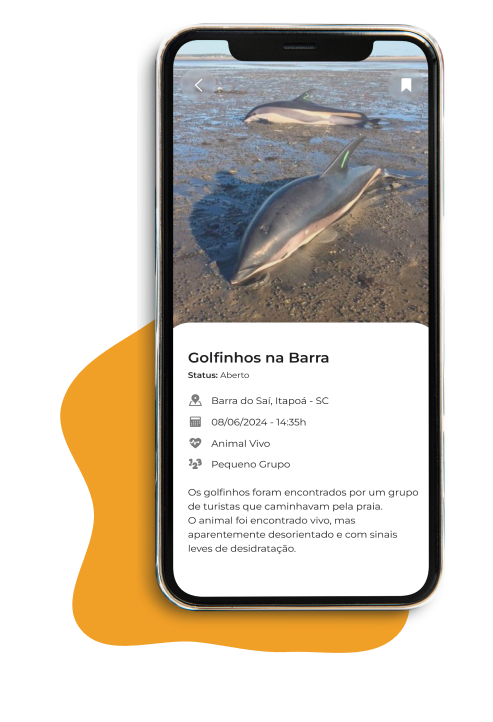 Golfinhos na Barra
Status: Aberto
Barra do Saí, Itapoá - SC
08/06/2024 - 14:35h
Animal Vivo
Pequeno Grupo
Os golfinhos foram encontrados por um grupo
de turistas que caminhavam pela praia.
O animal foi encontrado vivo, mas
aparentemente desorientado e com sinais
leves de desidratação.